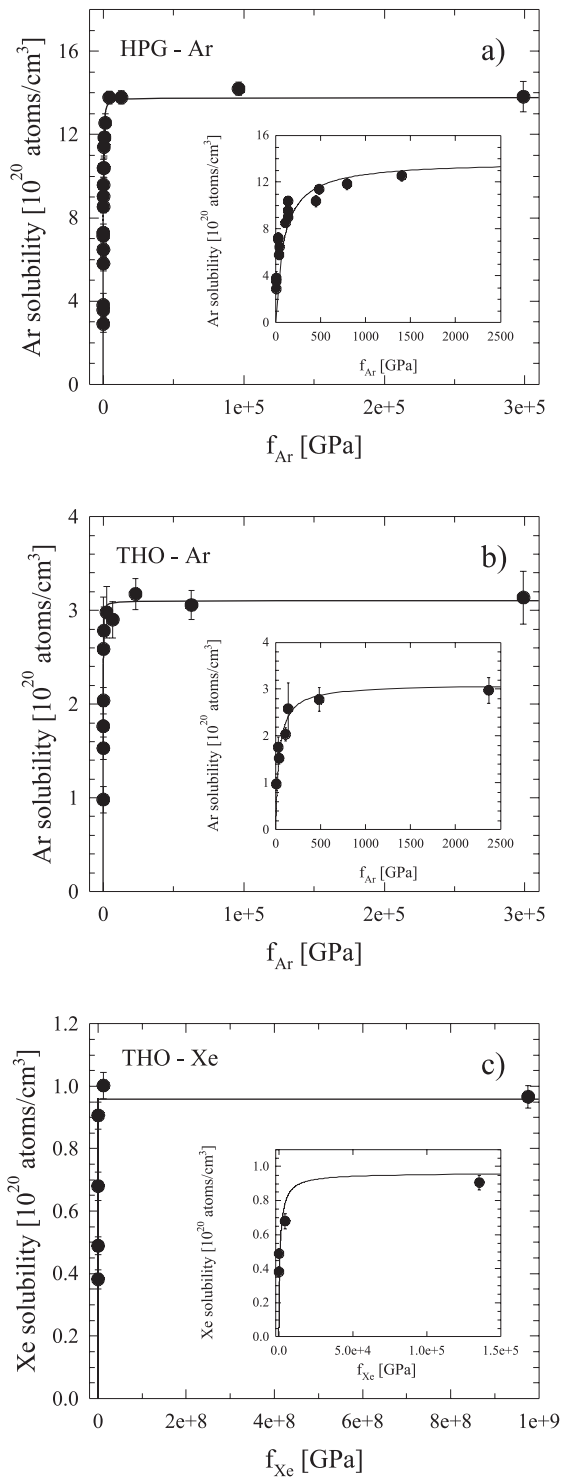 HPG - Ar
a)
Ar solubility [10^20 atoms/cm^3]
18
16
14
12
10
8
6
4
2
0
0
1e+5
2e+5
3e+5
f_Ar [GPa]
Ar solubility [10^20 atoms/cm^3]
16
12
8
4
0
0
500
1000
1500
2000
2500
f_Ar [GPa]
THO - Ar
b)
Ar solubility [10^20 atoms/cm^3]
4
3
2
1
0
0
1e+5
2e+5
3e+5
f_Ar [GPa]
Ar solubility [10^20 atoms/cm^3]
4
3
2
1
0
0
500
1000
1500
2000
2500
f_Ar [GPa]
THO - Xe
c)
Xe solubility [10^20 atoms/cm^3]
1.2
1.0
0.8
0.6
0.4
0.2
0.0
0
2e+8
4e+8
6e+8
8e+8
1e+9
f_Xe [GPa]
Xe solubility [10^20 atoms/cm^3]
1.0
0.8
0.6
0.4
0.2
0.0
0.0
5.0e+4
1.0e+5
1.5e+5
f_Xe [GPa]